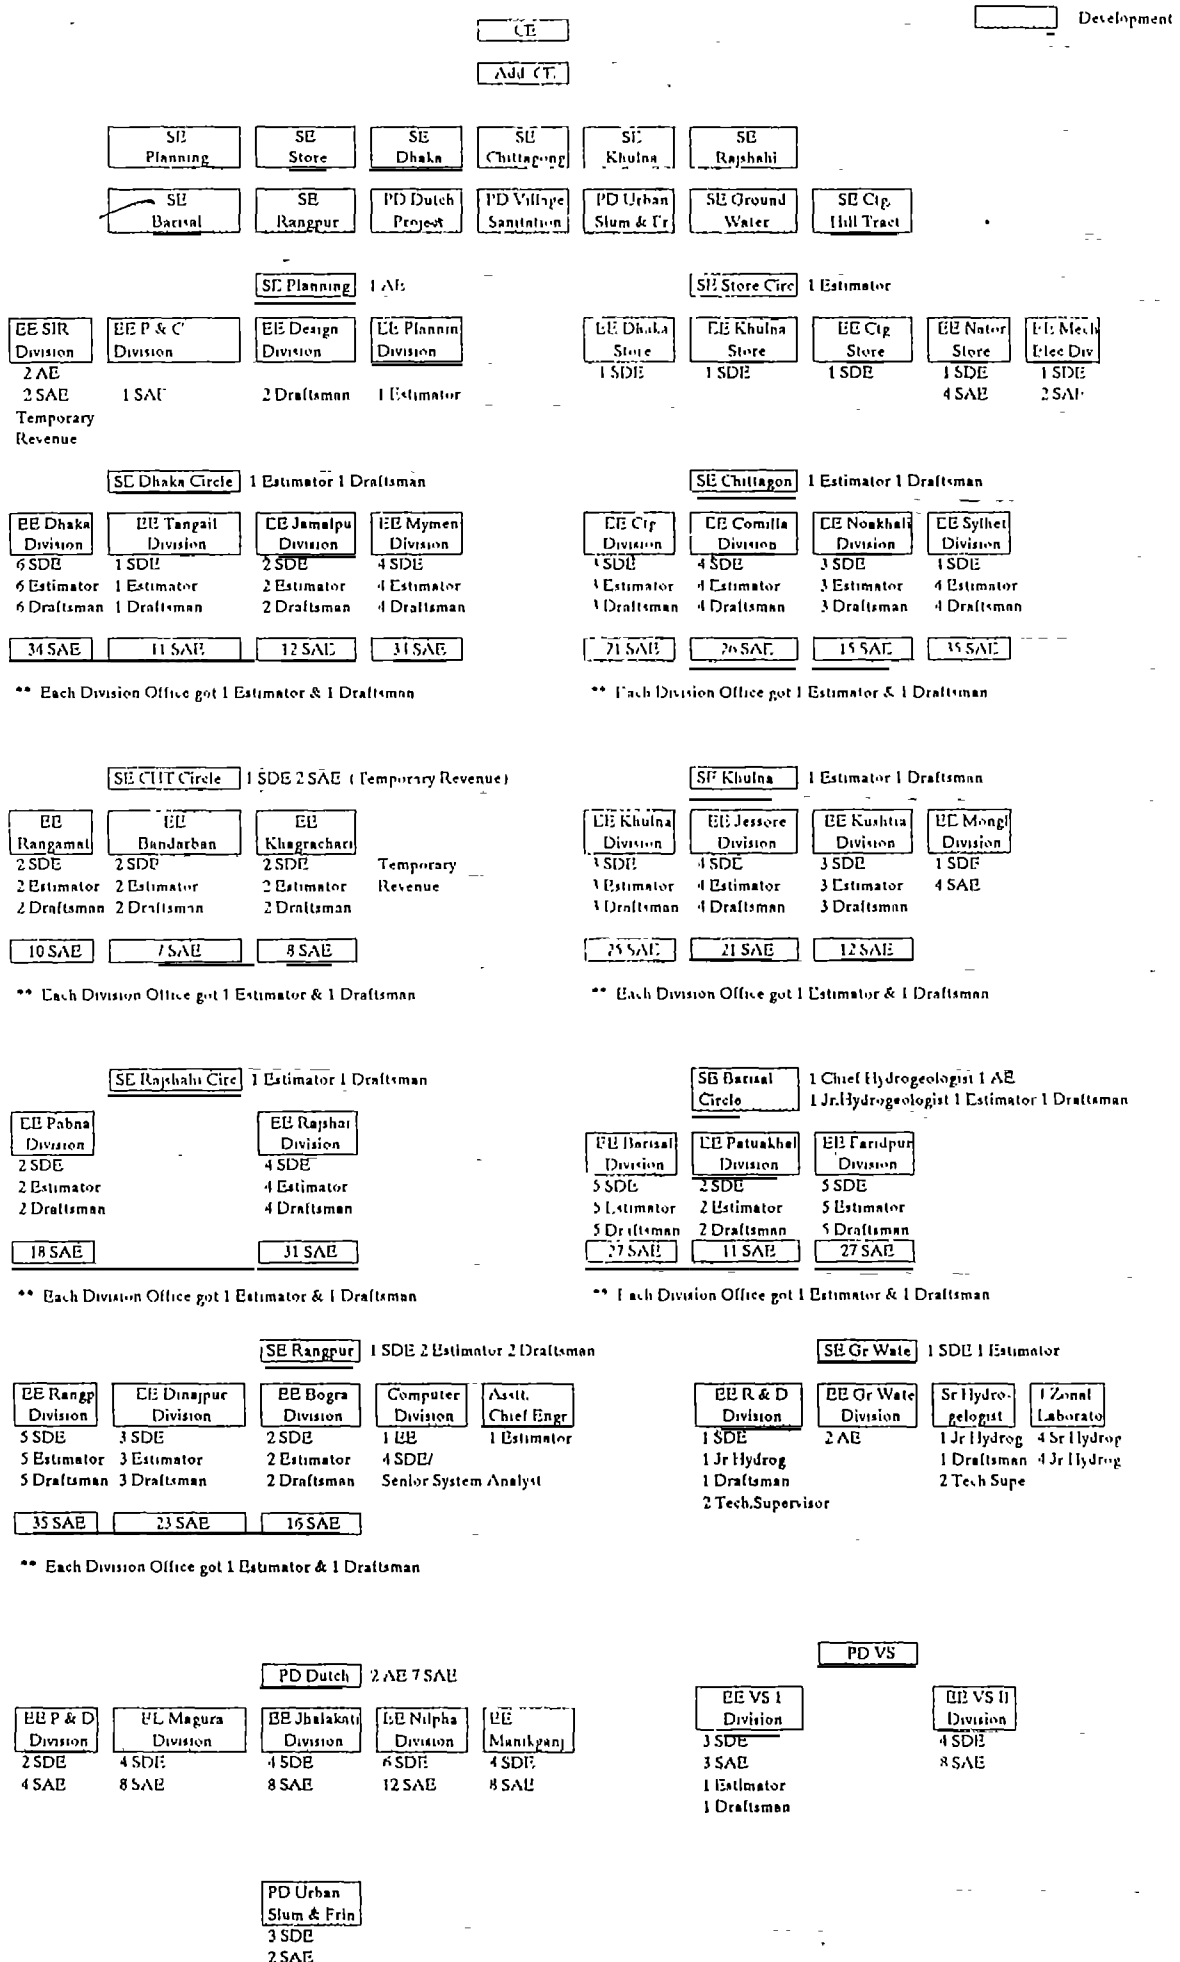 Development
CE
Add CE
SE SE SE SE SE SE
Planning Store Dhaka Chittagong Khulna Rajshahi
SE SE PD Dutch PD Village PD Urban SE Ground SE Ctg.
Barisal Rangpur Project Sanitation Slum & Fr Water Hill Tract
SE Planning 1 AE SE Store Circ 1 Estimator
EE SIR EE P & C EE Design EE Plannin EE Dhaka EE Khulna EE Ctg EE Nator EE Mech
Division Division Division Division Store Store Store Store Elec Div
2 AE 1 SDE 1 SDE 1 SDE 1 SDE 1 SDE
2 SAE 1 SAE 2 Draftsman 1 Estimator 4 SAE 2 SAE
Temporary
Revenue
SE Dhaka Circle 1 Estimator 1 Draftsman SE Chittagon 1 Estimator 1 Draftsman
EE Dhaka EE Tangail EE Jamalpu EE Mymen EE Ctg EE Comilla EE Noakhali EE Sylhet
Division Division Division Division Division Division Division Division
6 SDE 1 SDE 2 SDE 4 SDE SDE 4 SDE 3 SDE SDE
6 Estimator 1 Estimator 2 Estimator 4 Estimator 3 Estimator 4 Estimator 3 Estimator 4 Estimator
6 Draftsman 1 Draftsman 2 Draftsman 4 Draftsman 3 Draftsman 4 Draftsman 3 Draftsman 4 Draftsman
34 SAE 11 SAE 12 SAE 31 SAE 21 SAE 26 SAE 15 SAE 35 SAE
** Each Division Office got 1 Estimator & 1 Draftsman ** Each Division Office got 1 Estimator & 1 Draftsman
SE CHT Circle 1 SDE 2 SAE (Temporary Revenue) SE Khulna 1 Estimator 1 Draftsman
EE EE EE EE Khulna EE Jessore EE Kushtia EE Mongl
Rangamat Bandarban Khagrachari Division Division Division Division
2 SDE 2 SDE 2 SDE Temporary 3 SDE 4 SDE 3 SDE 1 SDE
2 Estimator 2 Estimator 2 Estimator Revenue 3 Estimator 4 Estimator 3 Estimator 4 SAE
2 Draftsman 2 Draftsman 2 Draftsman 3 Draftsman 4 Draftsman 3 Draftsman
10 SAE 7 SAE 8 SAE 25 SAE 21 SAE 12 SAE
** Each Division Office got 1 Estimator & 1 Draftsman ** Each Division Office got 1 Estimator & 1 Draftsman
SE Rajshahi Circ 1 Estimator 1 Draftsman SE Barisal 1 Chief Hydrogeologist 1 AE
Circle 1 Jr.Hydrogeologist 1 Estimator 1 Draftsman
EE Pabna EE Rajshai EE Barisal EE Patuakhal EE Faridpur
Division Division Division Division Division
2 SDE 4 SDE 5 SDE 2 SDE 5 SDE
2 Estimator 4 Estimator 5 Estimator 2 Estimator 5 Estimator
2 Draftsman 4 Draftsman 5 Draftsman 2 Draftsman 5 Draftsman
18 SAE 31 SAE 27 SAE 11 SAE 27 SAE
** Each Division Office got 1 Estimator & 1 Draftsman ** Each Division Office got 1 Estimator & 1 Draftsman
SE Rangpur 1 SDE 2 Estimator 2 Draftsman SE Gr Wate 1 SDE 1 Estimator
EE Rangp EE Dinajpur EE Bogra Computer Asstt. EE R & D EE Gr Wate Sr Hydro- 1 Zonal
Division Division Division Division Chief Engr Division Division gelogist Laborato
5 SDE 3 SDE 2 SDE 1 EE 1 Estimator 1 SDE 2 AE 1 Jr Hydrog 4 Sr Hydrog
5 Estimator 3 Estimator 2 Estimator 4 SDE/ 1 Jr Hydrog 1 Draftsman 4 Jr Hydrog
5 Draftsman 3 Draftsman 2 Draftsman Senior System Analyst 1 Draftsman 2 Tech Supe
2 Tech.Supervisor
35 SAE 23 SAE 16 SAE
** Each Division Office got 1 Estimator & 1 Draftsman
PD VS
PD Dutch 2 AE 7 SAE
EE VS I EE VS II
EE P & D EE Magura EE Jhalakati EE Nilpha EE Division Division
Division Division Division Division Manikganj
2 SDE 4 SDE 4 SDE 6 SDE 4 SDE 3 SDE 4 SDE
4 SAE 8 SAE 8 SAE 12 SAE 8 SAE 3 SAE 8 SAE
1 Estimator
1 Draftsman
PD Urban
Slum & Frin
3 SDE
2 SAE